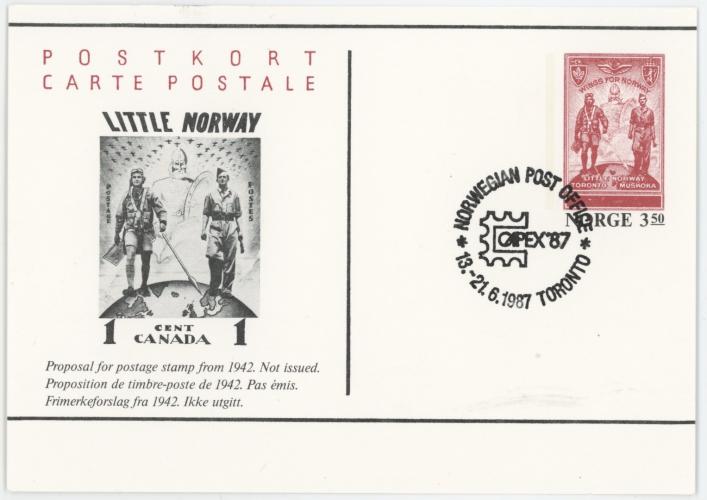 POSTKORT
CARTE POSTALE
LITTLE NORWAY
POSTAGE
POSTES
1 CENT 1
CANADA
Proposal for postage stamp from 1942. Not issued.
Proposition de timbre-poste de 1942. Pas émis.
Frimerkeforslag fra 1942. Ikke utgitt.
WINGS FOR NORWAY
LITTLE NORWAY
TORONTO MUSKOKA
NORGE 3 50
* NORWEGIAN POST OFFICE *
CAPEX'87
13.-21.6.1987 TORONTO